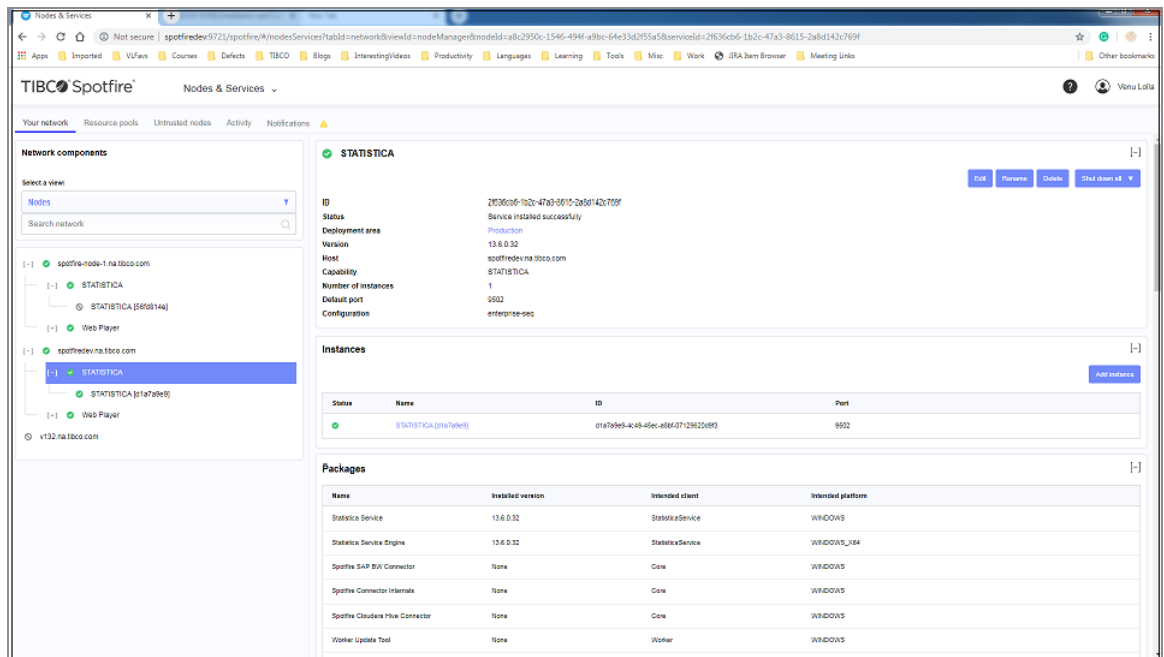 Nodes & Services
Not secure | spotfiredev:9721/spotfire/#/nodesServices?tabId=network&viewId=nodeManager&nodeId=a8c2950c-1546-494f-a9bc-64e33d2f55a5&serviceId=2f636cb6-1b2c-47a3-8615-2a8d142c769f
Apps Imported VLFavs Courses Defects TIBCO Blogs InterestingVideos Productivity Languages Learning Tools Misc Work JIRA Item Browser Meeting Links Other bookmarks
TIBCO Spotfire® Nodes & Services ? Venu Lolla
Your network Resource pools Untrusted nodes Activity Notifications
Network components
Select a view:
Nodes
Search network
[-] spotfire-node-1.na.tibco.com
[-] STATISTICA
STATISTICA [56fd814e]
[+] Web Player
[-] spotfiredev.na.tibco.com
[-] STATISTICA
STATISTICA [d1a7a9e9]
[+] Web Player
v132.na.tibco.com
STATISTICA [-]
Edit Rename Delete Shut down all
ID 2f636cb6-1b2c-47a3-8615-2a8d142c769f
Status Service installed successfully
Deployment area Production
Version 13.6.0.32
Host spotfiredev.na.tibco.com
Capability STATISTICA
Number of instances 1
Default port 9502
Configuration enterprise-seq
Instances [-]
Add instance
Status Name ID Port
STATISTICA [d1a7a9e9] d1a7a9e9-4c49-45ec-a6bf-07129620d9f3 9502
Packages [-]
Name Installed version Intended client Intended platform
Statistica Service 13.6.0.32 StatisticaService WINDOWS
Statistica Service Engine 13.6.0.32 StatisticaService WINDOWS_X64
Spotfire SAP BW Connector None Core WINDOWS
Spotfire Connector Internals None Core WINDOWS
Spotfire Cloudera Hive Connector None Core WINDOWS
Worker Update Tool None Worker WINDOWS